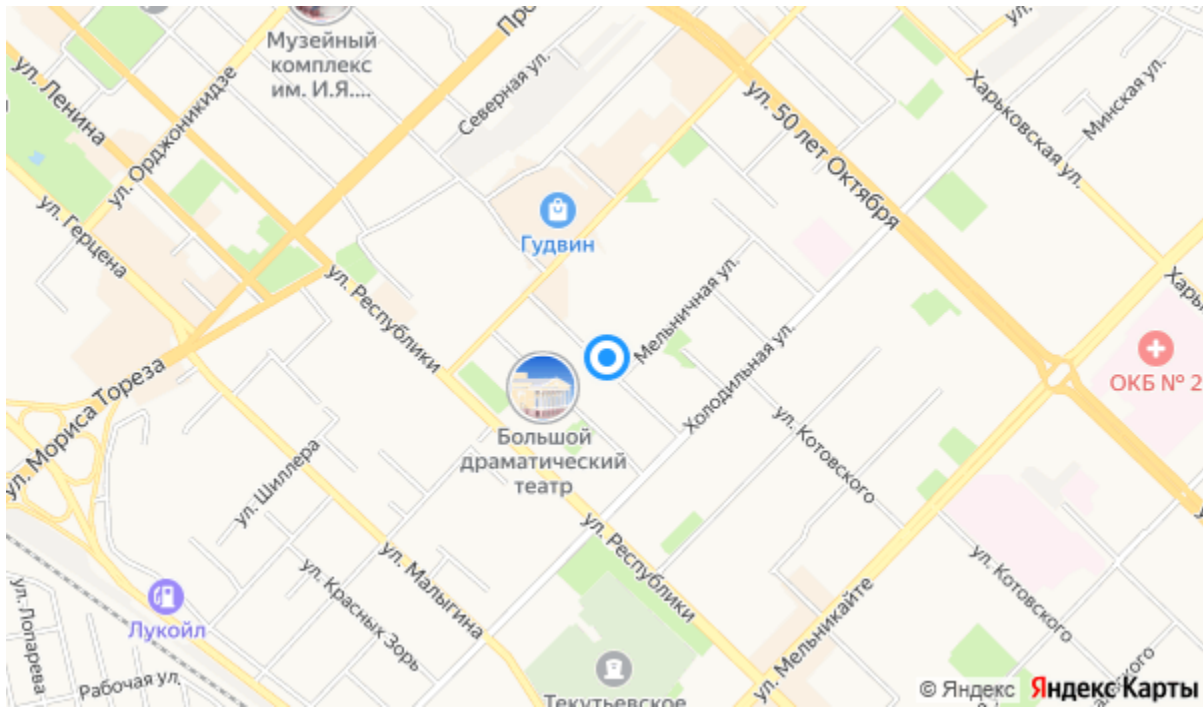 Музейный
комплекс
им. И.Я....
Про
ул.
ул. Ленина
ул. Орджоникидзе
Северная ул.
ул. 50 лет Октября
Харьковская ул.
Минская ул.
ул. Герцена
Гудвин
ул. Республики
Мельничная ул.
Харь
ул. Мориса Тореза
Холодильная ул.
ОКБ № 2
Большой
драматический
театр
ул. Шиллера
ул. Котовского
ул. Республики
ул. Малыгина
ул. Красных Зорь
ул. Котовского
Лукойл
ул. Лопарева
Рабочая ул.
ул. Мельникайте
Текутьевское
© Яндекс Яндекс Карты